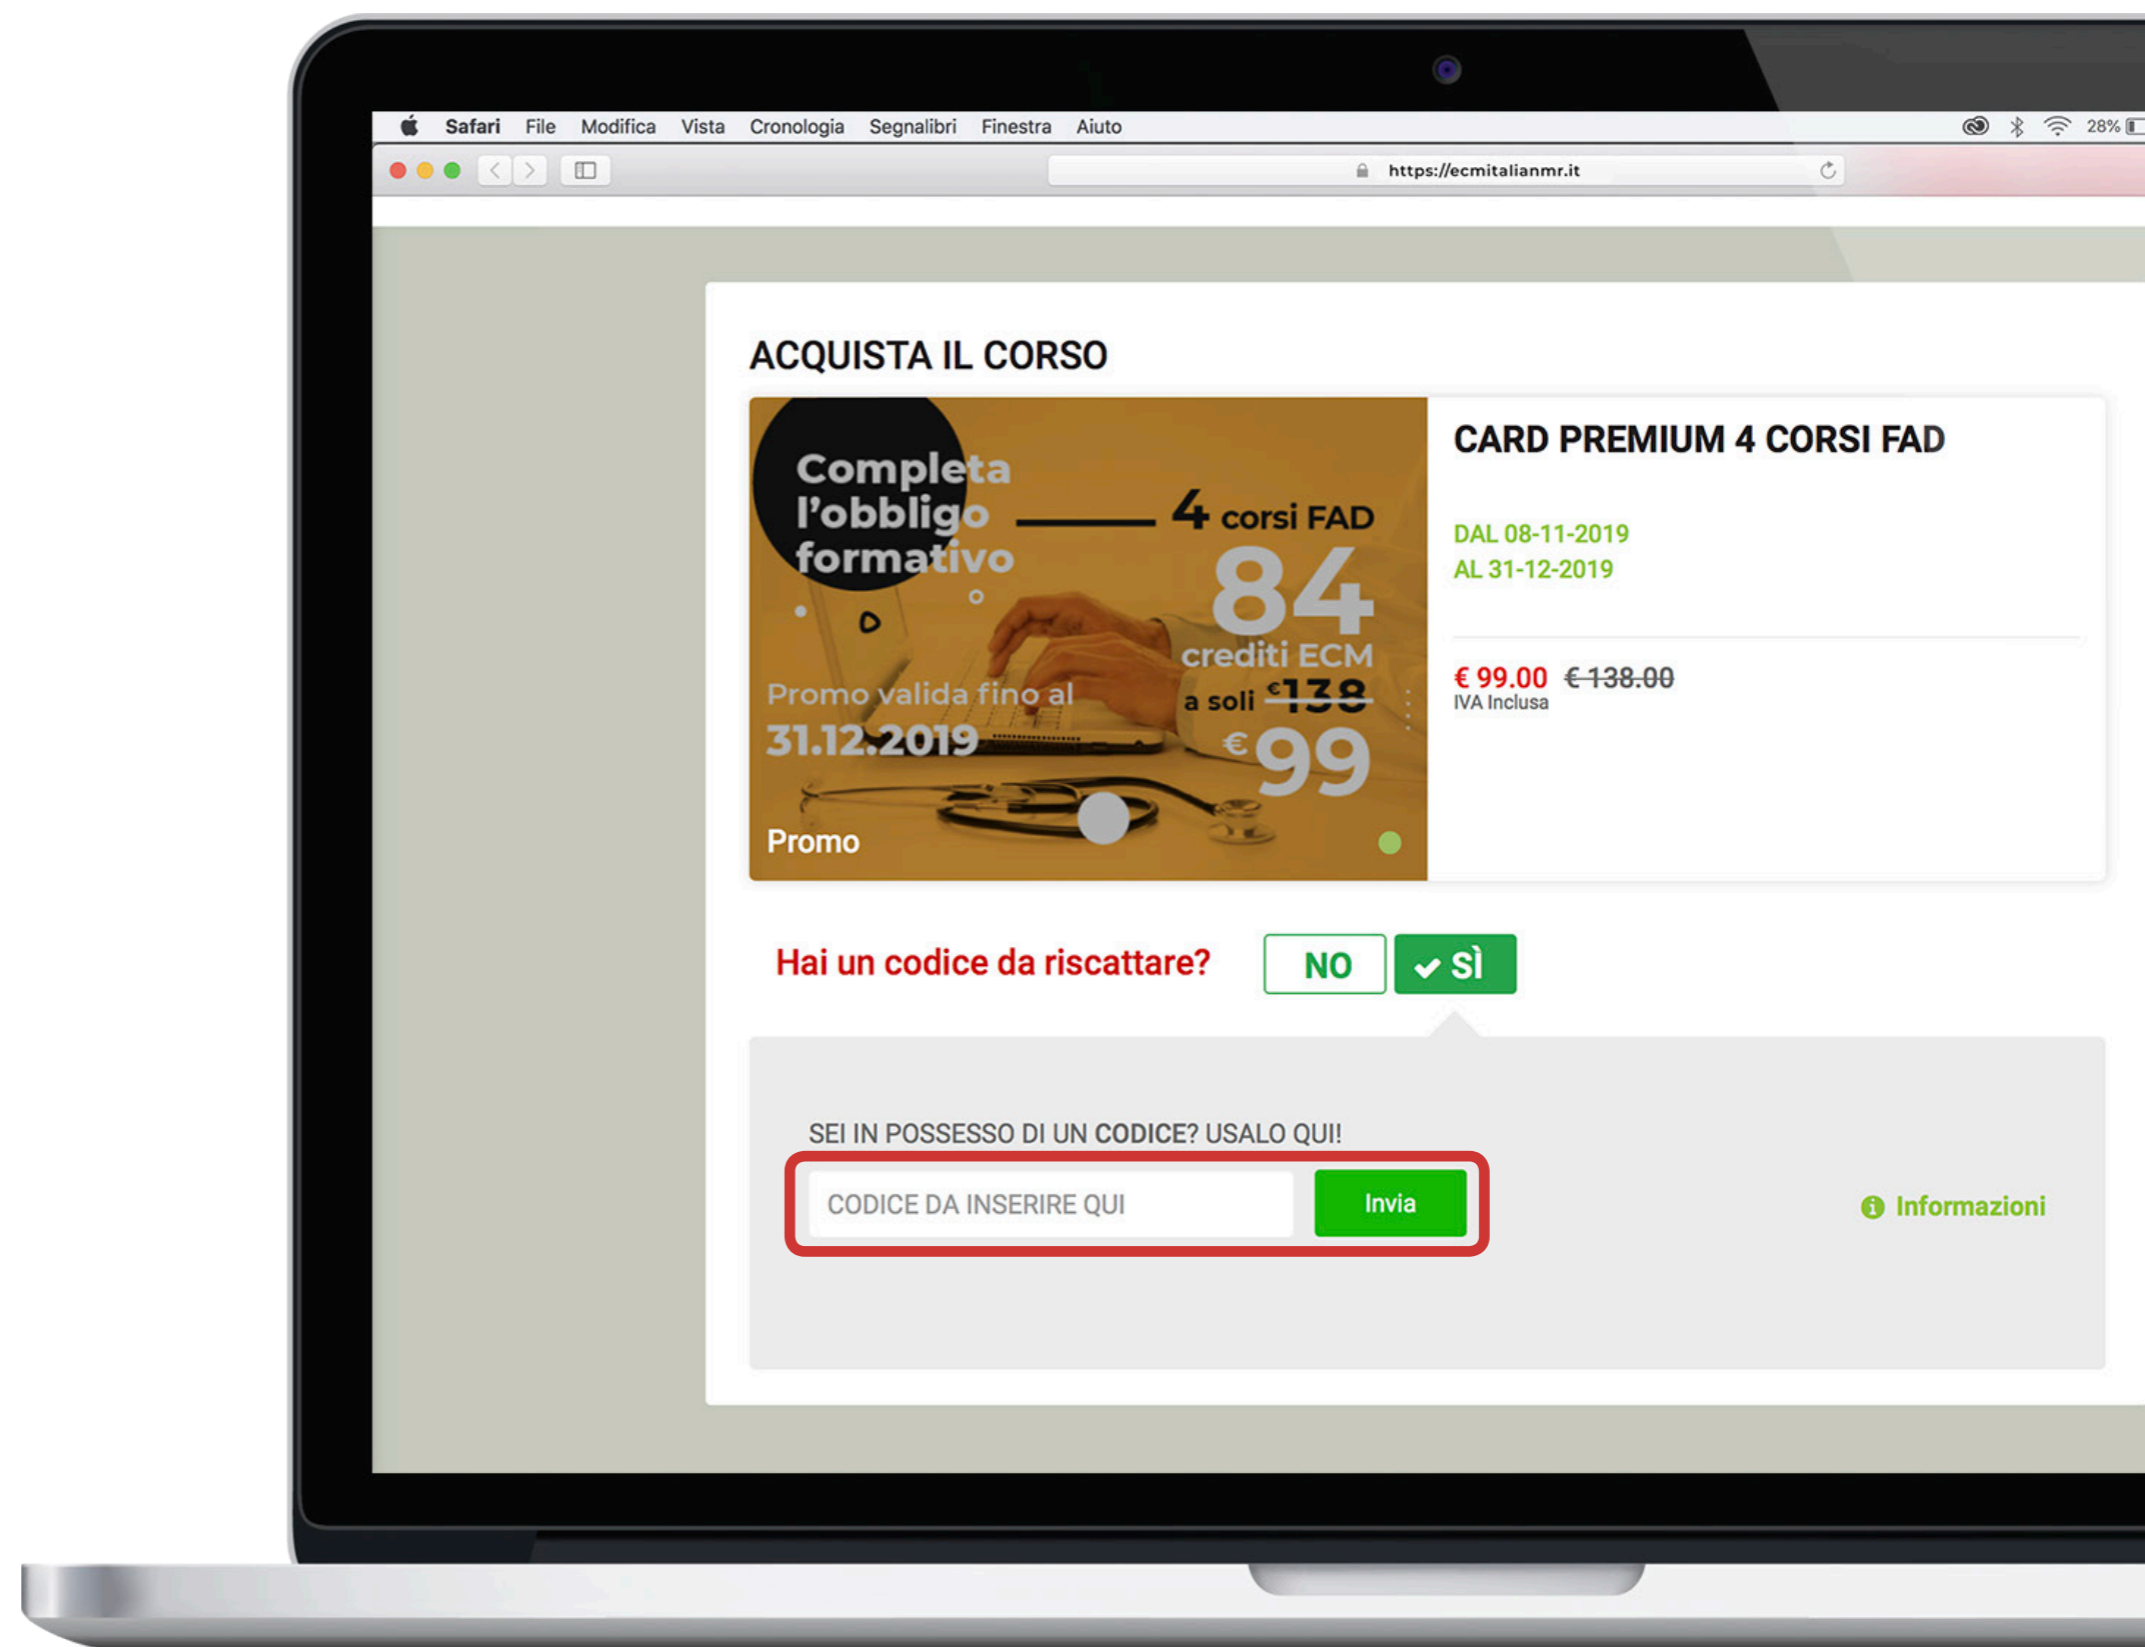 Safari File Modifica Vista Cronologia Segnalibri Finestra Aiuto 28%
https://ecmitalianmr.it
ACQUISTA IL CORSO
Completa
l'obbligo
formativo
4 corsi FAD
84
crediti ECM
a soli €138
€99
Promo valida fino al
31.12.2019
Promo
CARD PREMIUM 4 CORSI FAD
DAL 08-11-2019
AL 31-12-2019
€ 99.00 € 138.00
IVA Inclusa
Hai un codice da riscattare? NO SÌ
SEI IN POSSESSO DI UN CODICE? USALO QUI!
CODICE DA INSERIRE QUI Invia
Informazioni